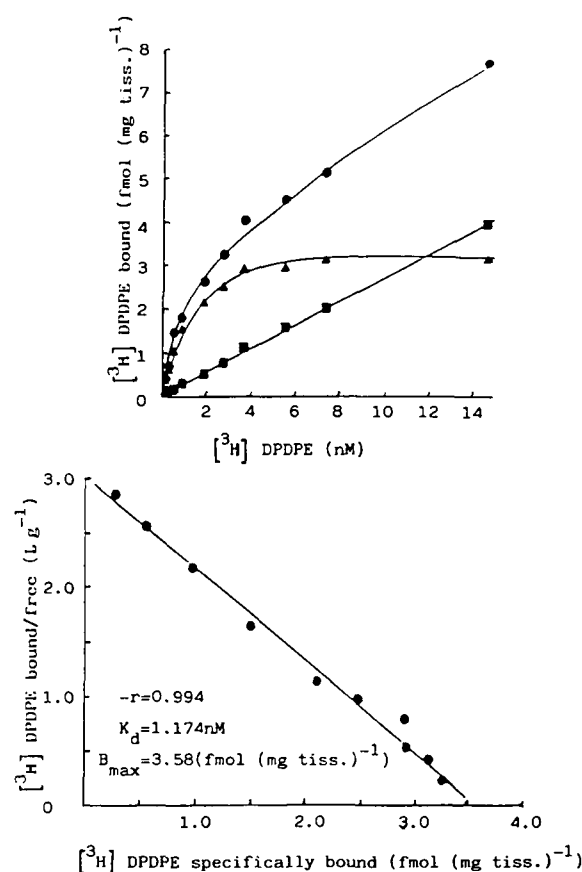 8
7
6
5
4
3
2
1
0
[³H] DPDPE bound (fmol (mg tiss.)⁻¹)
0 2 4 6 8 10 12 14
[³H] DPDPE (nM)
3.0
2.0
1.0
0
[³H] DPDPE bound/free (L g⁻¹)
-r=0.994
K_d=1.174nM
B_max=3.58(fmol (mg tiss.)⁻¹
1.0 2.0 3.0 4.0
[³H] DPDPE specifically bound (fmol (mg tiss.)⁻¹)